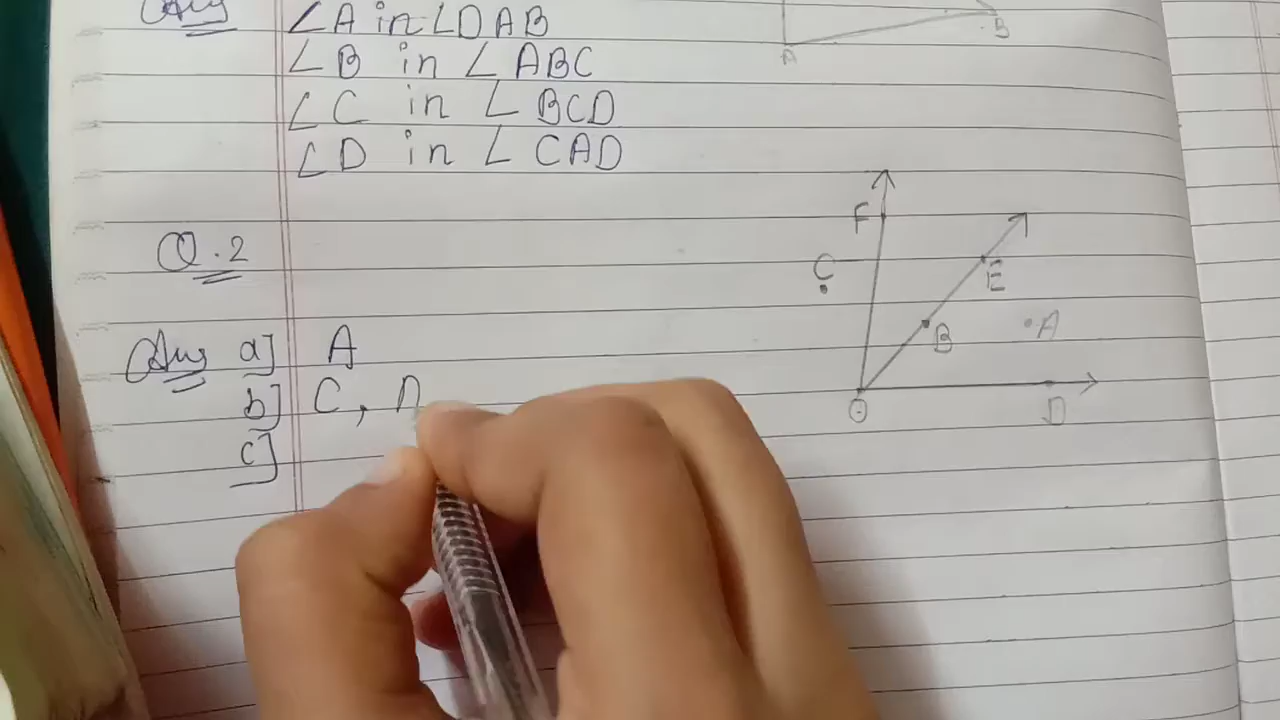 Ans ∠A in ∠DAB
∠B in ∠ABC
∠C in ∠BCD
∠D in ∠CAD
A
B
Q.2
Ans a] A
b] C, D
c]
F
C
E
B
A
O
D